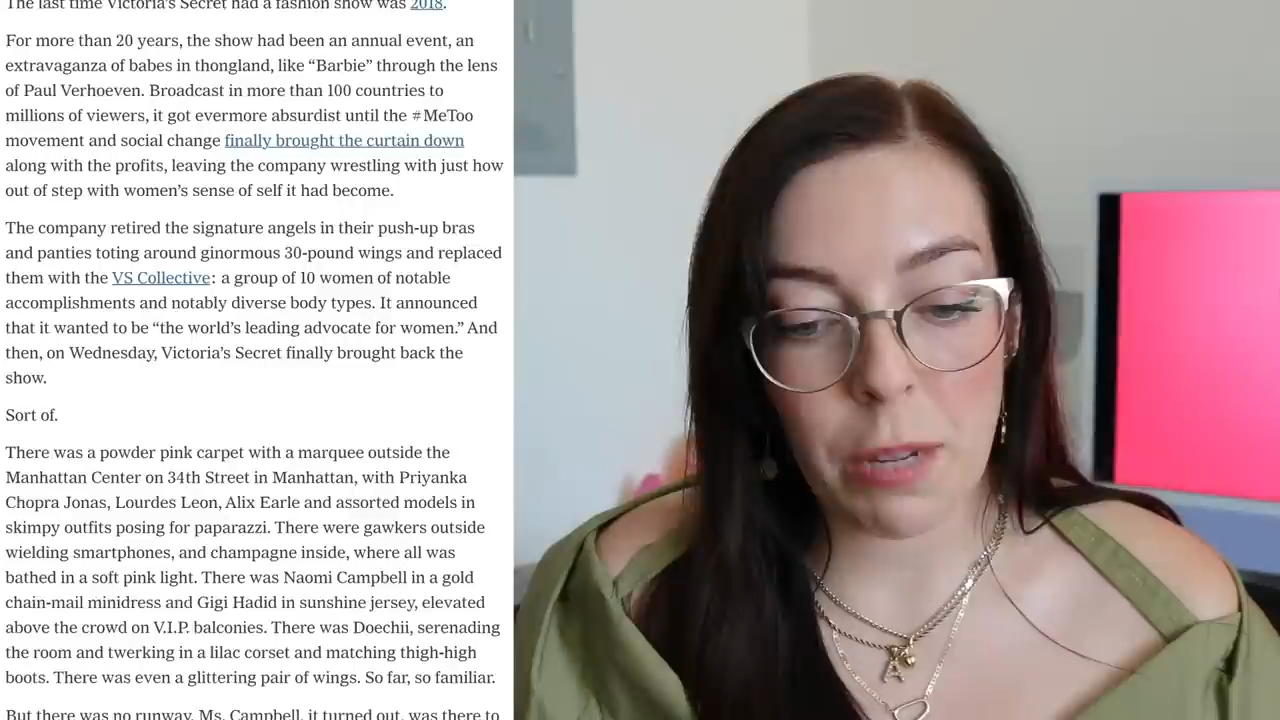 The last time Victoria's Secret had a fashion show was 2018.
For more than 20 years, the show had been an annual event, an
extravaganza of babes in thongland, like “Barbie” through the lens
of Paul Verhoeven. Broadcast in more than 100 countries to
millions of viewers, it got evermore absurdist until the #MeToo
movement and social change finally brought the curtain down
along with the profits, leaving the company wrestling with just how
out of step with women’s sense of self it had become.
The company retired the signature angels in their push-up bras
and panties toting around ginormous 30-pound wings and replaced
them with the VS Collective: a group of 10 women of notable
accomplishments and notably diverse body types. It announced
that it wanted to be “the world’s leading advocate for women.” And
then, on Wednesday, Victoria’s Secret finally brought back the
show.
Sort of.
There was a powder pink carpet with a marquee outside the
Manhattan Center on 34th Street in Manhattan, with Priyanka
Chopra Jonas, Lourdes Leon, Alix Earle and assorted models in
skimpy outfits posing for paparazzi. There were gawkers outside
wielding smartphones, and champagne inside, where all was
bathed in a soft pink light. There was Naomi Campbell in a gold
chain-mail minidress and Gigi Hadid in sunshine jersey, elevated
above the crowd on V.I.P. balconies. There was Doechii, serenading
the room and twerking in a lilac corset and matching thigh-high
boots. There was even a glittering pair of wings. So far, so familiar.
But there was no runway. Ms. Campbell, it turned out, was there to